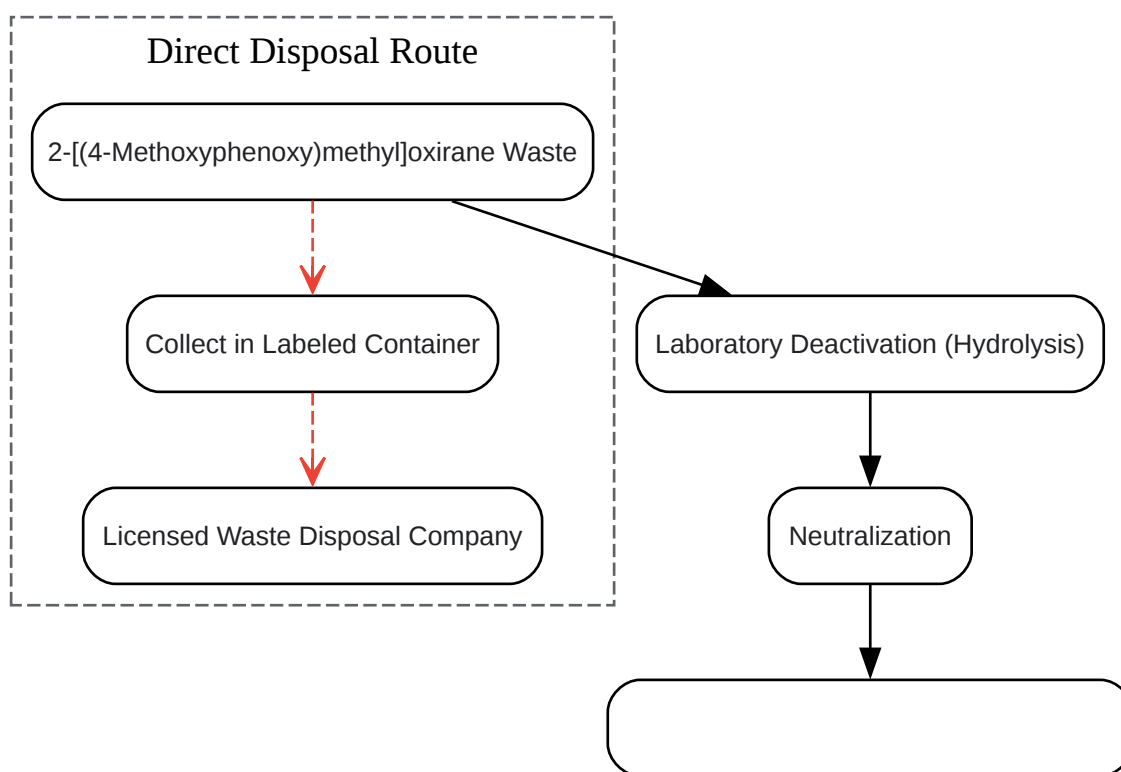 Direct Disposal Route
2-[(4-Methoxyphenoxy)methyl]oxirane Waste
Collect in Labeled Container
Laboratory Deactivation (Hydrolysis)
Licensed Waste Disposal Company
Neutralization